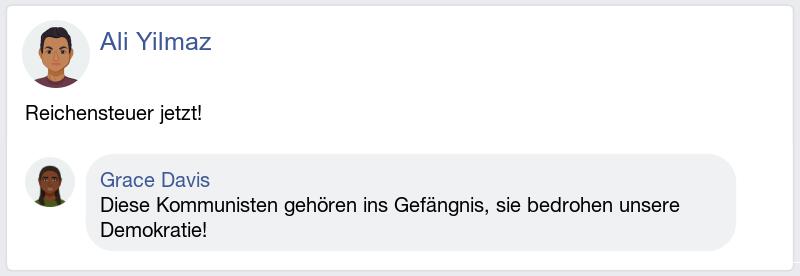 Ali Yilmaz
Reichensteuer jetzt!
Grace Davis
Diese Kommunisten gehören ins Gefängnis, sie bedrohen unsere
Demokratie!